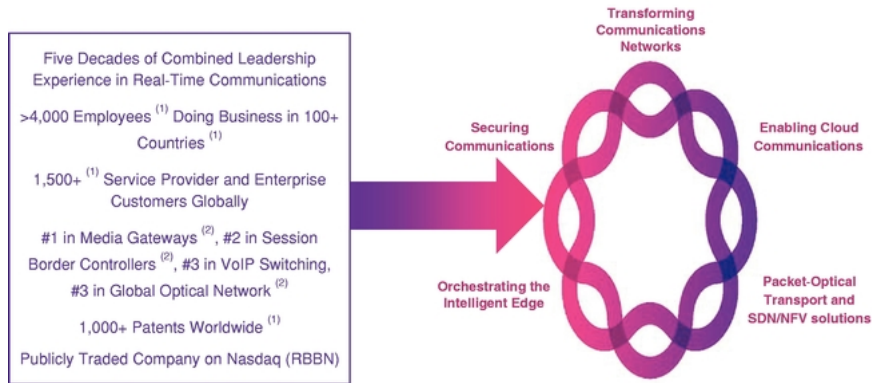 Five Decades of Combined Leadership
Experience in Real-Time Communications
>4,000 Employees (1) Doing Business in 100+
Countries (1)
1,500+ (1) Service Provider and Enterprise
Customers Globally
#1 in Media Gateways (2), #2 in Session
Border Controllers (2), #3 in VoIP Switching,
#3 in Global Optical Network (2)
1,000+ Patents Worldwide (1)
Publicly Traded Company on Nasdaq (RBBN)
Transforming
Communications
Networks
Securing
Communications
Enabling Cloud
Communications
Orchestrating the
Intelligent Edge
Packet-Optical
Transport and
SDN/NFV solutions